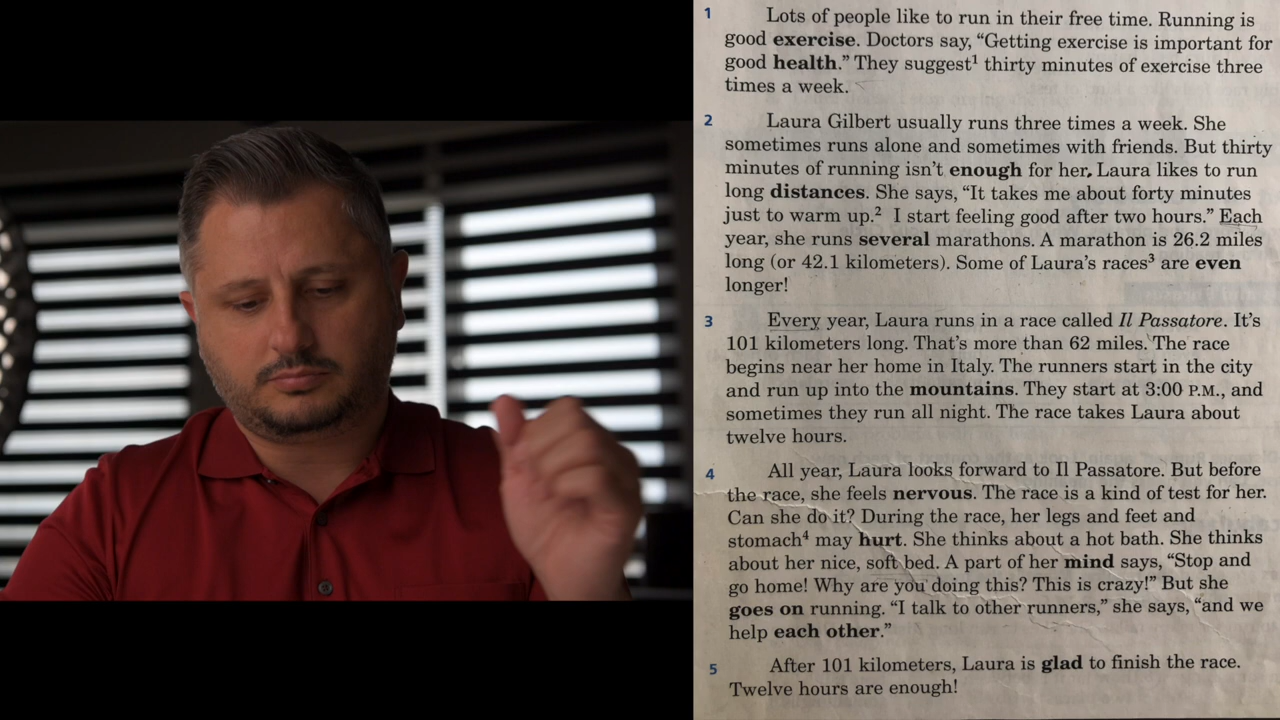 1 Lots of people like to run in their free time. Running is
good exercise. Doctors say, “Getting exercise is important for
good health.” They suggest¹ thirty minutes of exercise three
times a week.
2 Laura Gilbert usually runs three times a week. She
sometimes runs alone and sometimes with friends. But thirty
minutes of running isn’t enough for her. Laura likes to run
long distances. She says, “It takes me about forty minutes
just to warm up.² I start feeling good after two hours.” Each
year, she runs several marathons. A marathon is 26.2 miles
long (or 42.1 kilometers). Some of Laura’s races³ are even
longer!
3 Every year, Laura runs in a race called Il Passatore. It’s
101 kilometers long. That’s more than 62 miles. The race
begins near her home in Italy. The runners start in the city
and run up into the mountains. They start at 3:00 P.M., and
sometimes they run all night. The race takes Laura about
twelve hours.
4 All year, Laura looks forward to Il Passatore. But before
the race, she feels nervous. The race is a kind of test for her.
Can she do it? During the race, her legs and feet and
stomach⁴ may hurt. She thinks about a hot bath. She thinks
about her nice, soft bed. A part of her mind says, “Stop and
go home! Why are you doing this? This is crazy!” But she
goes on running. “I talk to other runners,” she says, “and we
help each other.”
5 After 101 kilometers, Laura is glad to finish the race.
Twelve hours are enough!